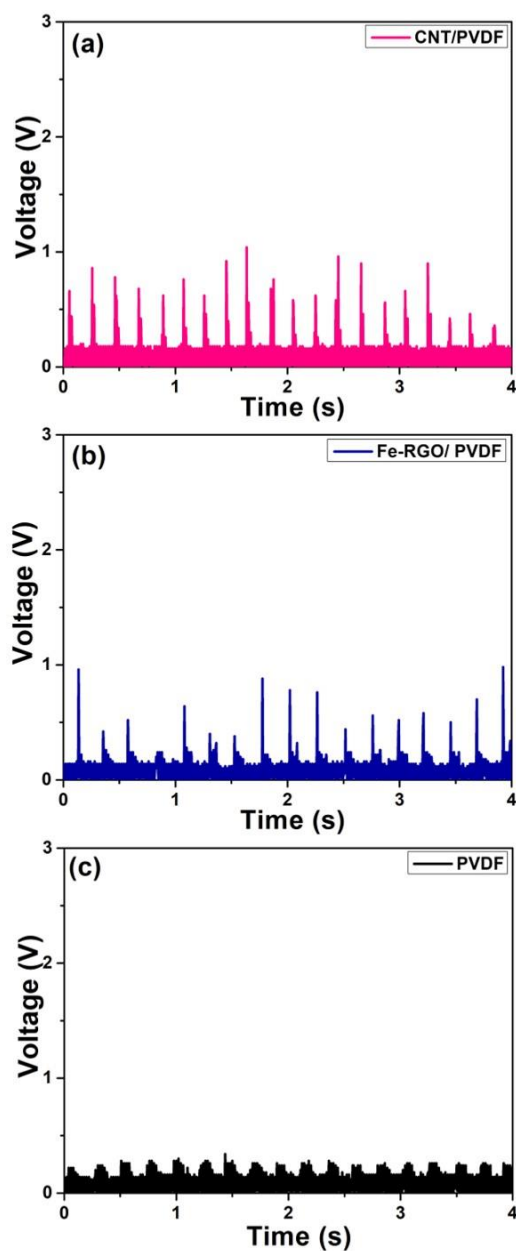 (a)
CNT/PVDF
3
2
1
0
Voltage (V)
0 1 2 3 4
Time (s)
(b)
Fe-RGO/ PVDF
3
2
1
0
Voltage (V)
0 1 2 3 4
Time (s)
(c)
PVDF
3
2
1
0
Voltage (V)
0 1 2 3 4
Time (s)